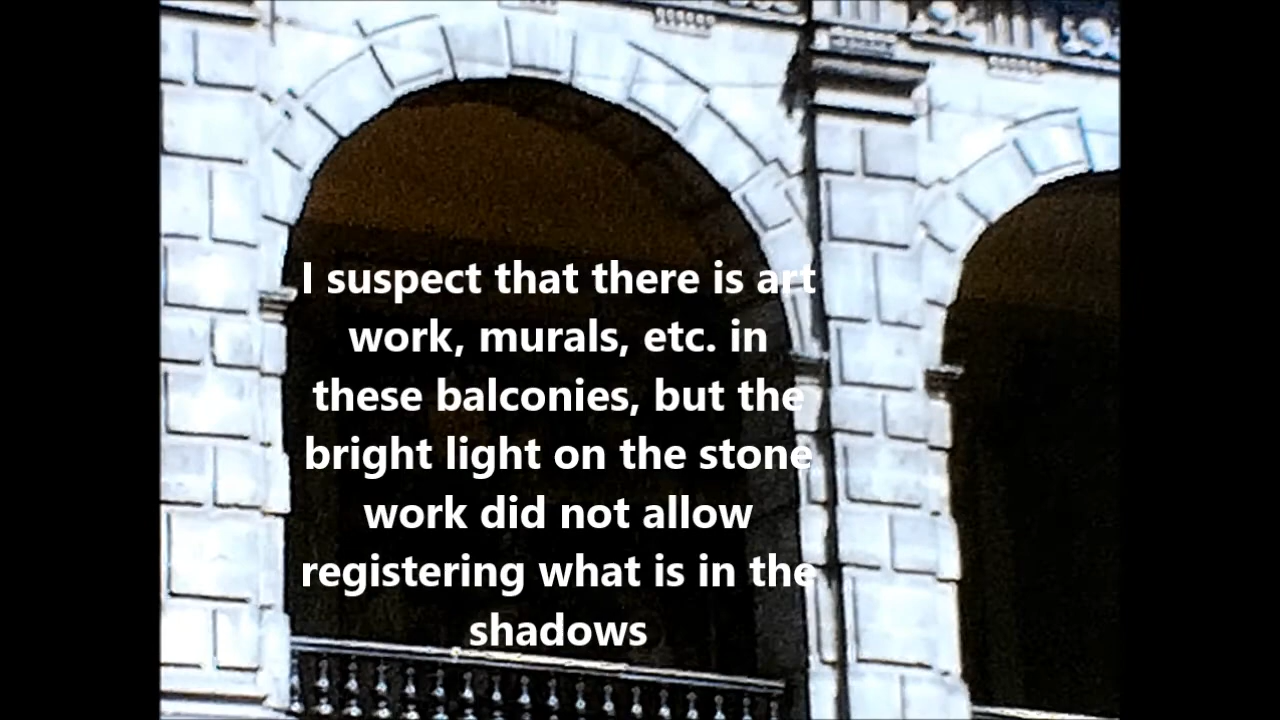 I suspect that there is art
work, murals, etc. in
these balconies, but the
bright light on the stone
work did not allow
registering what is in the
shadows